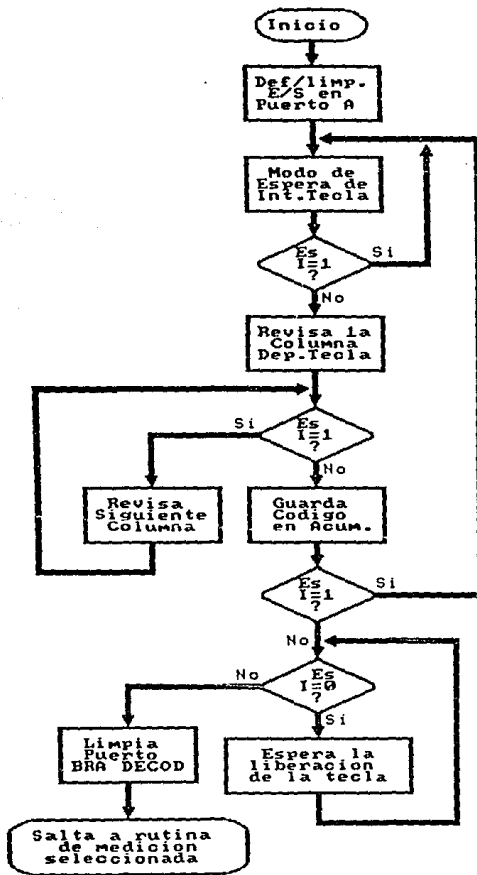 Inicio
Def/limp.
E/S en
Puerto A
Modo de
Espera de
Int.Tecla
Es
I=1
?
Si
No
Revisa 1a
Columna
Dep.Tecla
Es
I=1
?
Si
No
Revisa
Siguiente
Columna
Guarda
Codigo
en Acum.
Es
I=1
?
Si
No
Es
I=0
?
No
Si
Limpia
Puerto
BRA DECOD
Espera la
liberacion
de la tecla
Salta a rutina
de medicion
seleccionada